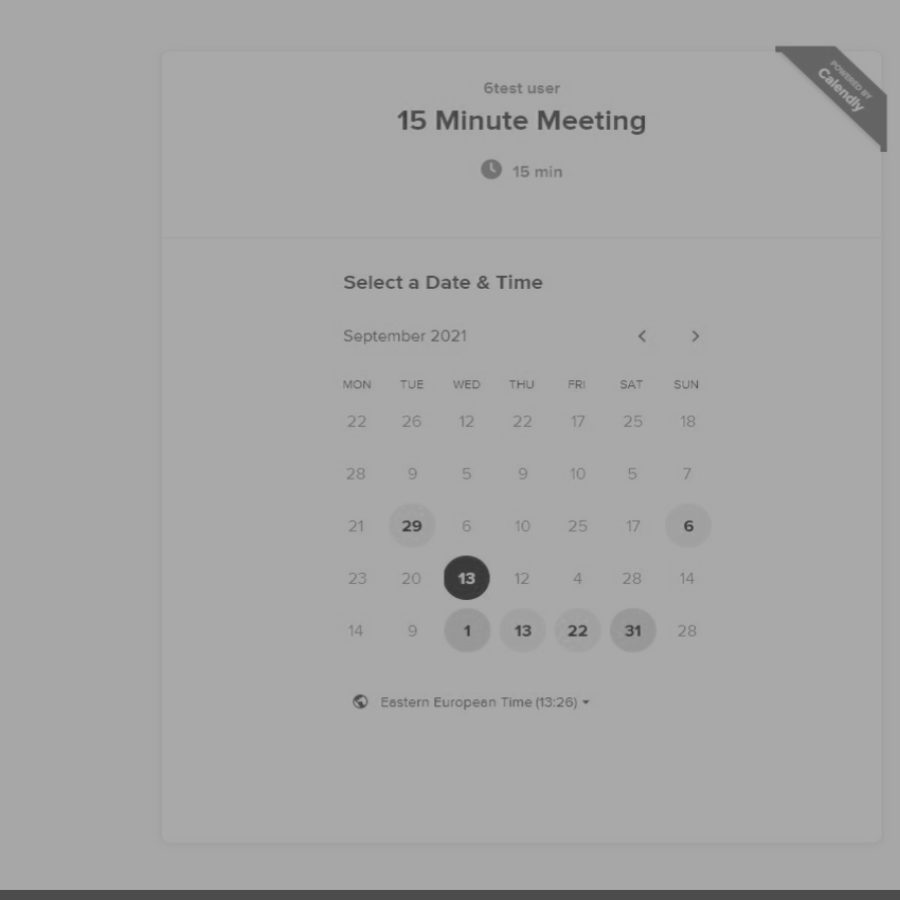 6test user
POWERED BY
Calendly
15 Minute Meeting
15 min
Select a Date & Time
September 2021
MON TUE WED THU FRI SAT SUN
22 26 12 22 17 25 18
28 9 5 9 10 5 7
21 29 6 10 25 17 6
23 20 13 12 4 28 14
14 9 1 13 22 31 28
Eastern European Time (13:26)